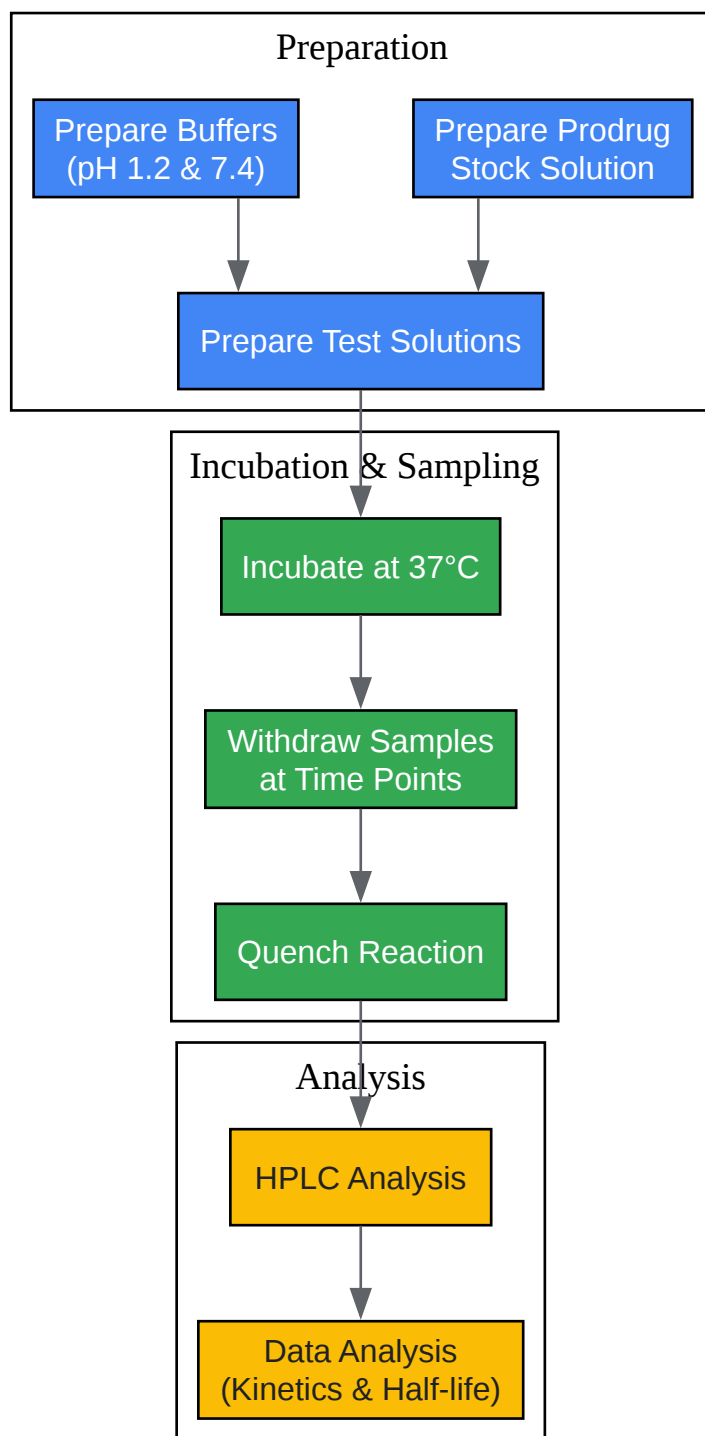 Preparation
Prepare Buffers
(pH 1.2 & 7.4)
Prepare Prodrug
Stock Solution
Prepare Test Solutions
Incubation & Sampling
Incubate at 37°C
Withdraw Samples
at Time Points
Quench Reaction
Analysis
HPLC Analysis
Data Analysis
(Kinetics & Half-life)